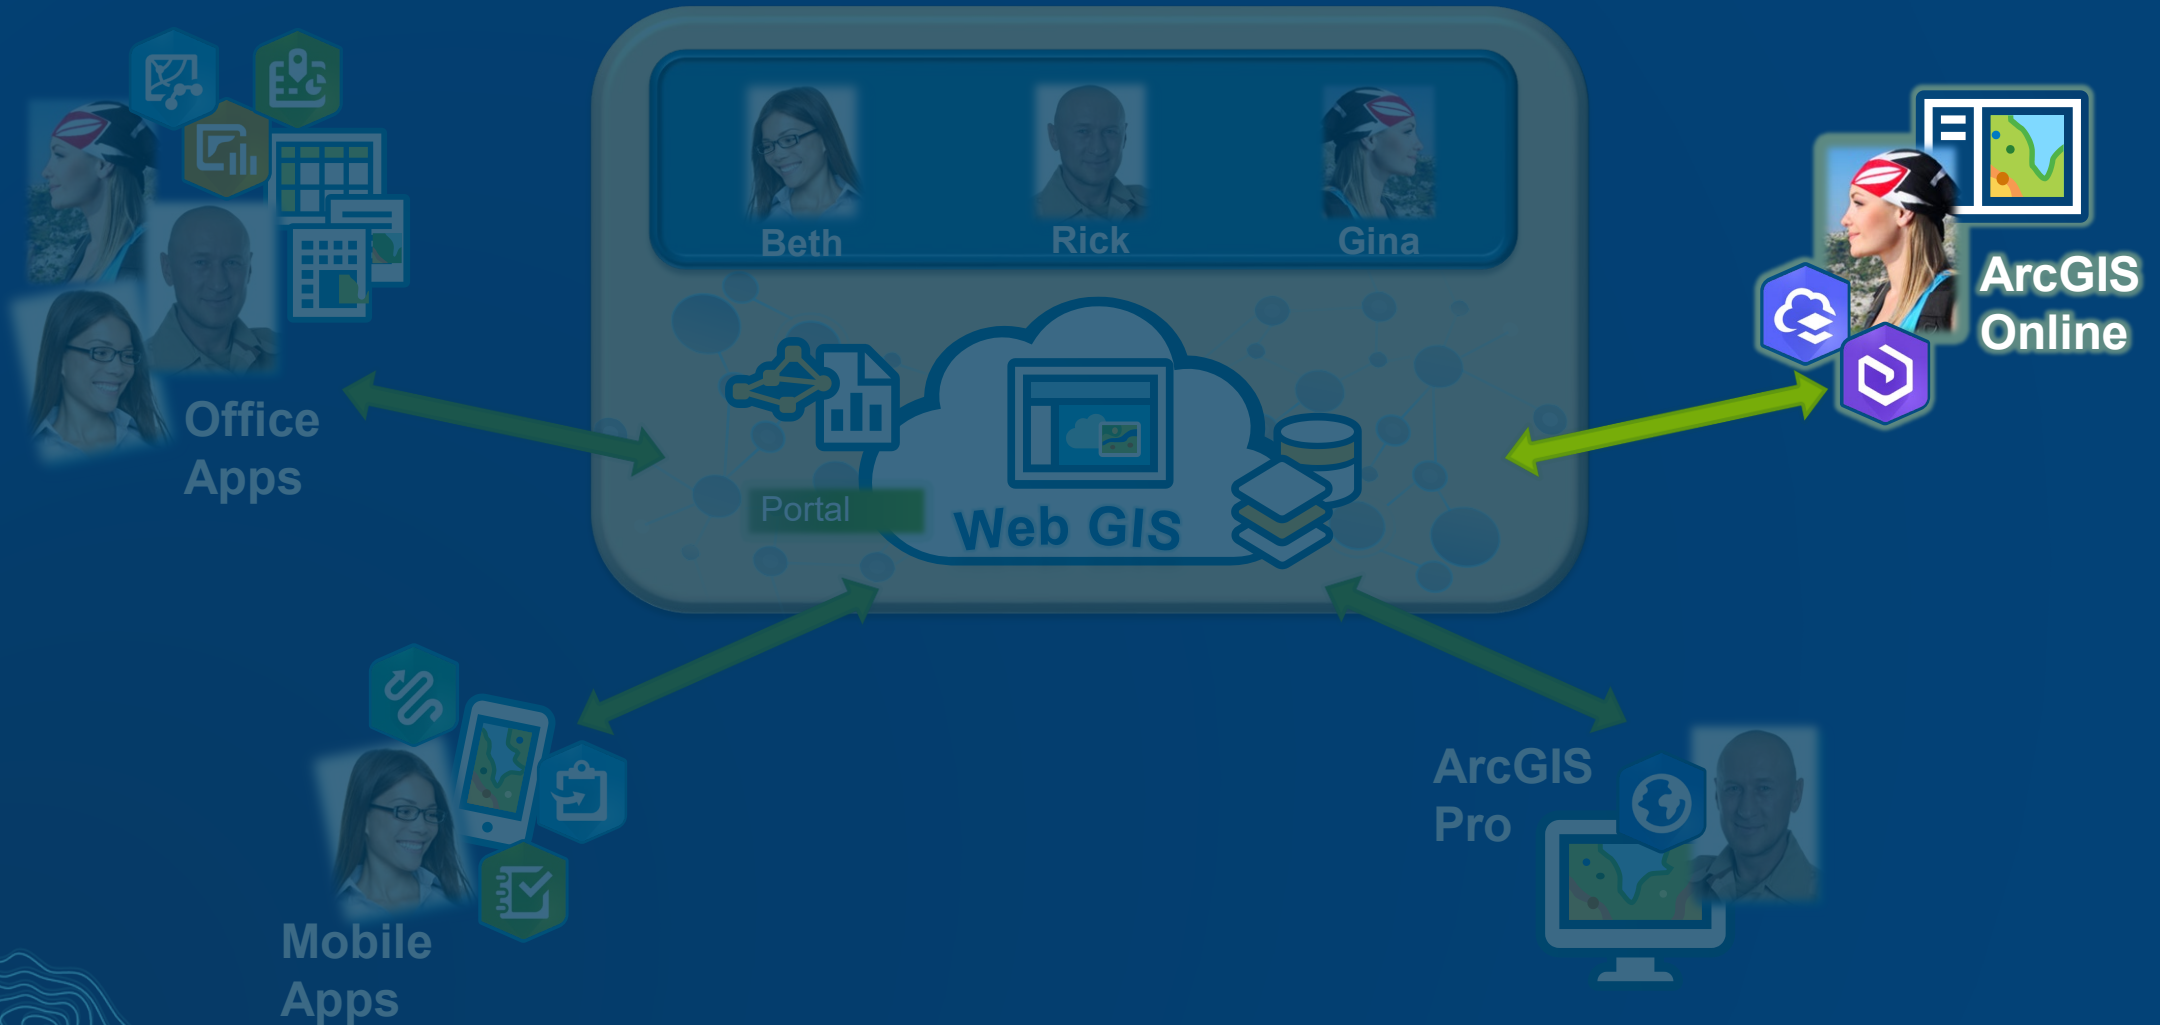 Beth
Rick
Gina
ArcGIS
Online
Office
Apps
Portal
Web GIS
ArcGIS
Pro
Mobile
Apps